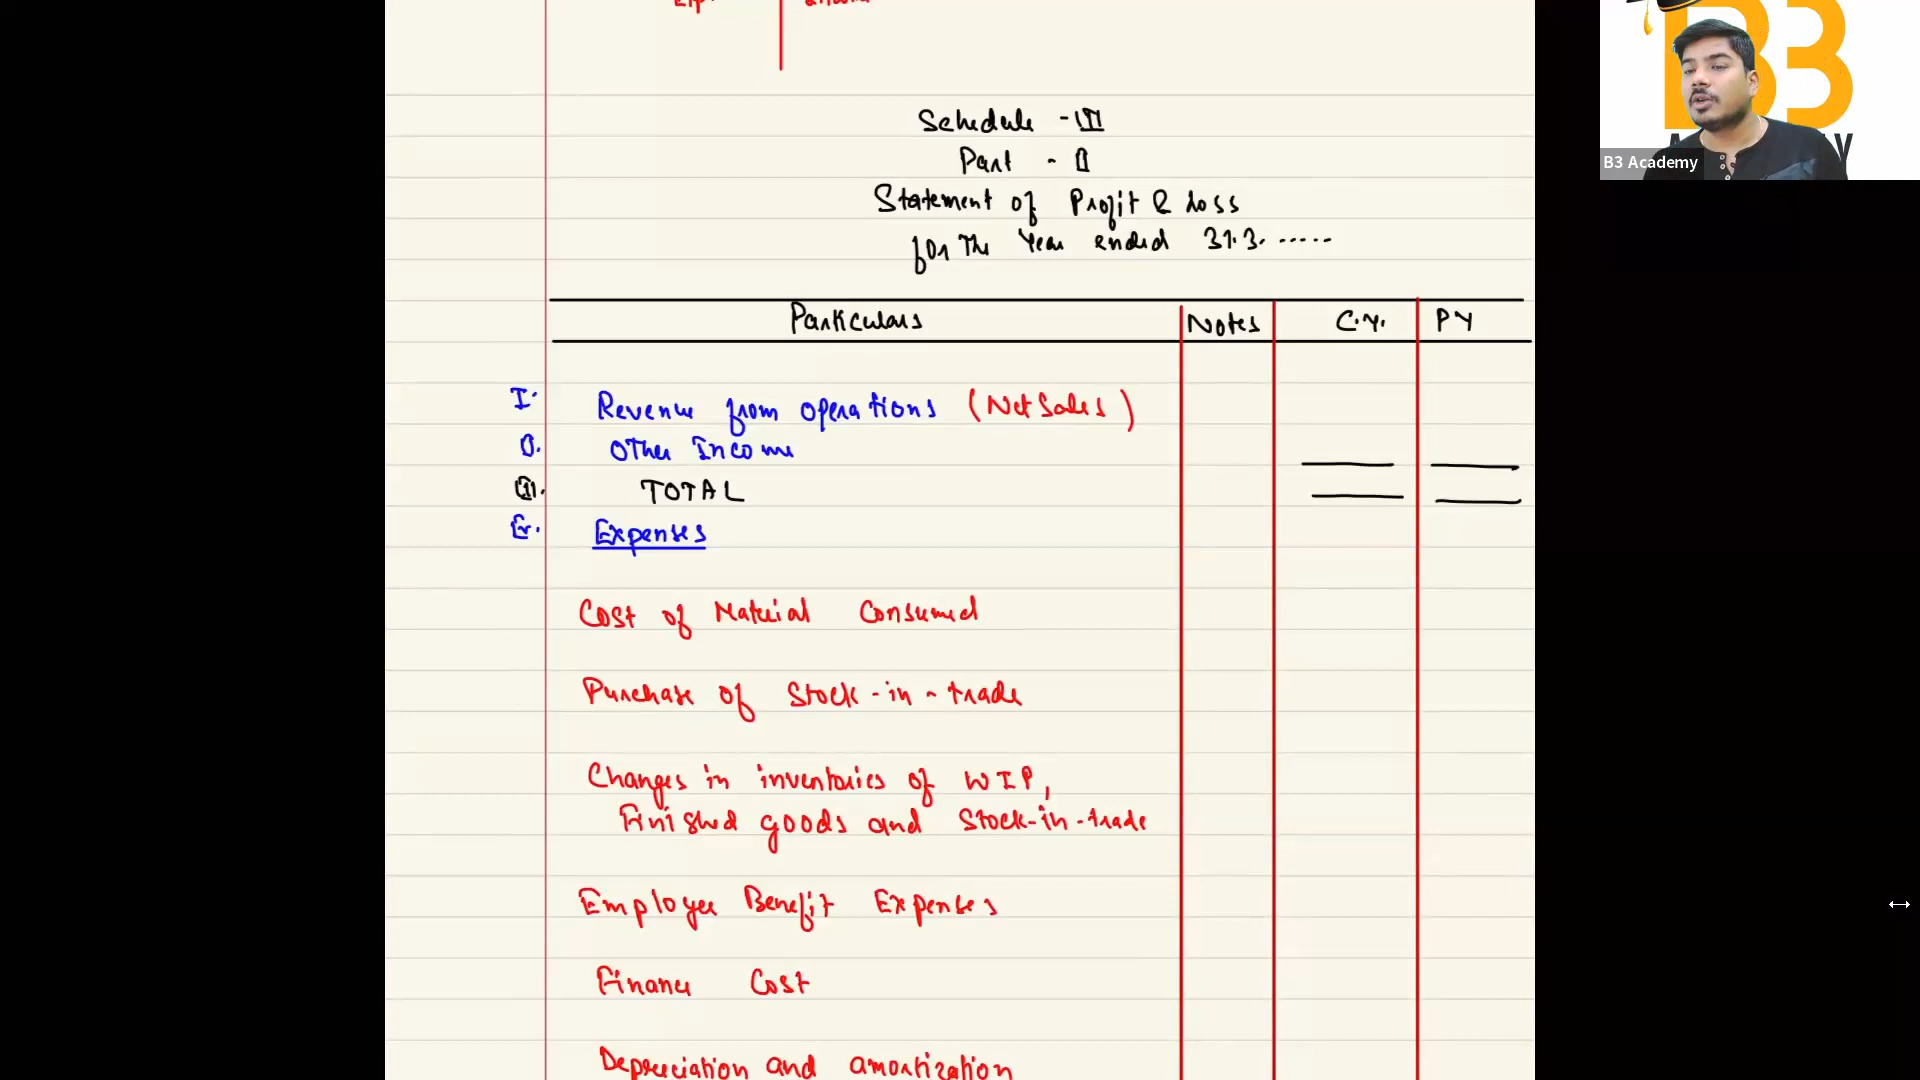 Schedule - III
Part - II
Statement of Profit & Loss
for The Year ended 31.3. .....
Particulars Notes C.Y. PY
I. Revenue from operations (Net Sales)
II. Other Income
III. TOTAL
IV. Expenses
Cost of Material Consumed
Purchase of Stock-in-trade
Changes in inventories of WIP,
Finished goods and Stock-in-trade
Employee Benefit Expenses
Finance Cost
Depreciation and amortization
B3
B3 Academy